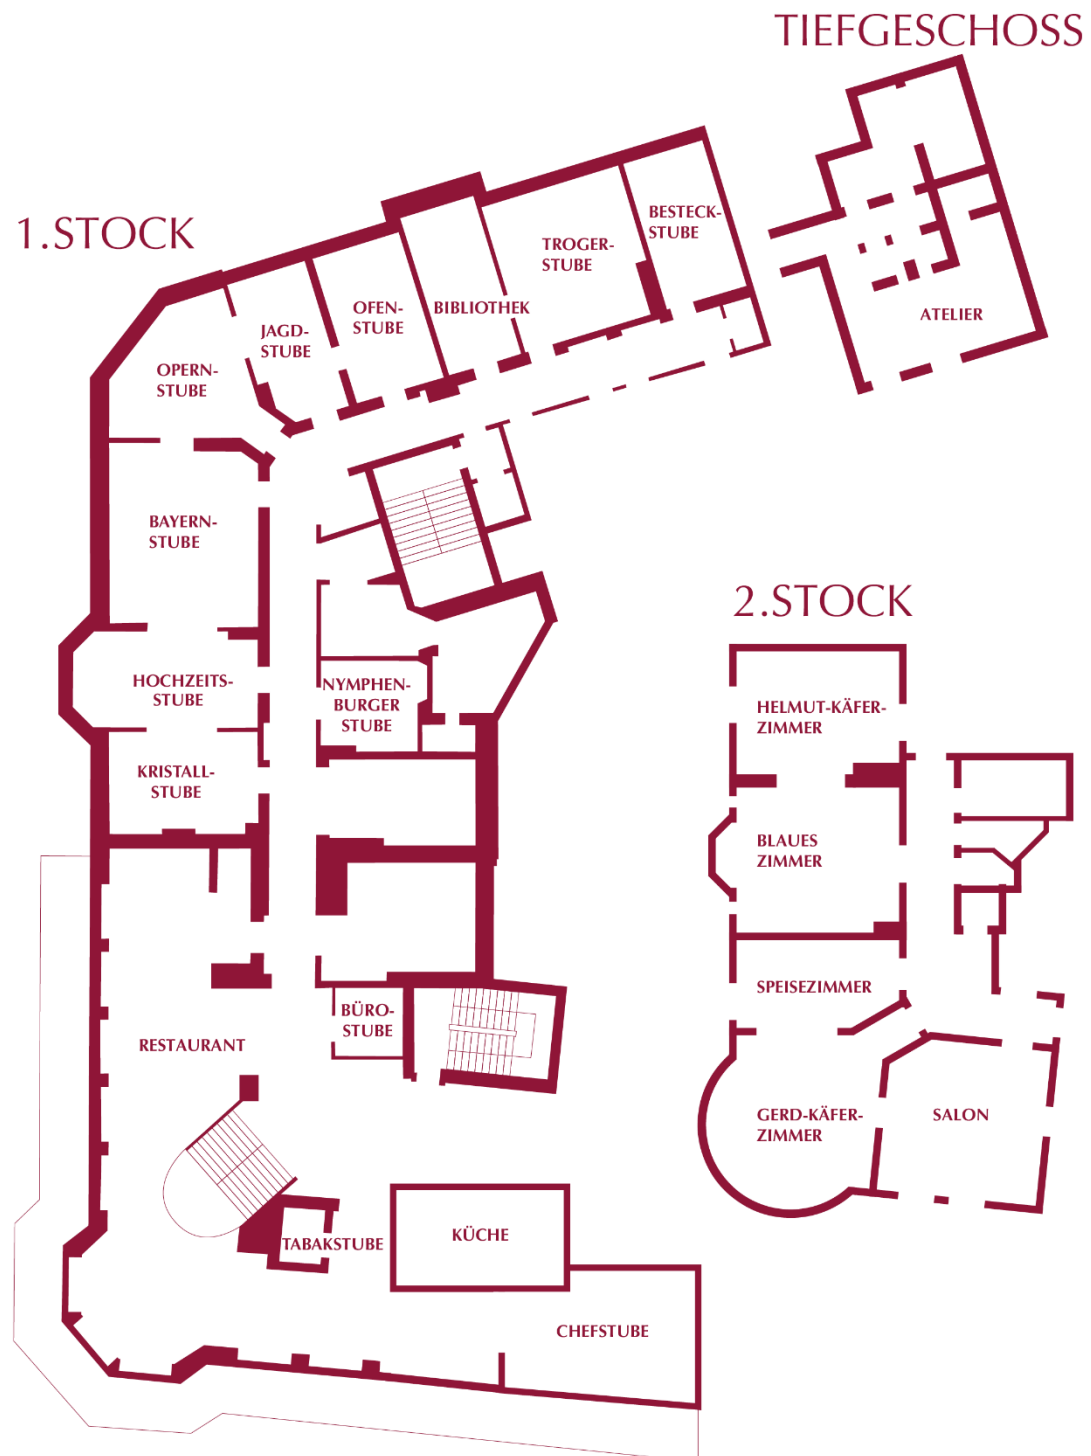 TIEFGESCHOSS
1.STOCK
BESTECK-
STUBE
TROGER-
STUBE
BIBLIOTHEK
OFEN-
STUBE
JAGD-
STUBE
OPERN-
STUBE
ATELIER
BAYERN-
STUBE
HOCHZEITS-
STUBE
NYMPHEN-
BURGER
STUBE
KRISTALL-
STUBE
BÜRO-
STUBE
RESTAURANT
TABAKSTUBE
KÜCHE
CHEFSTUBE
2.STOCK
HELMUT-KÄFER-
ZIMMER
BLAUES
ZIMMER
SPEISEZIMMER
GERD-KÄFER-
ZIMMER
SALON